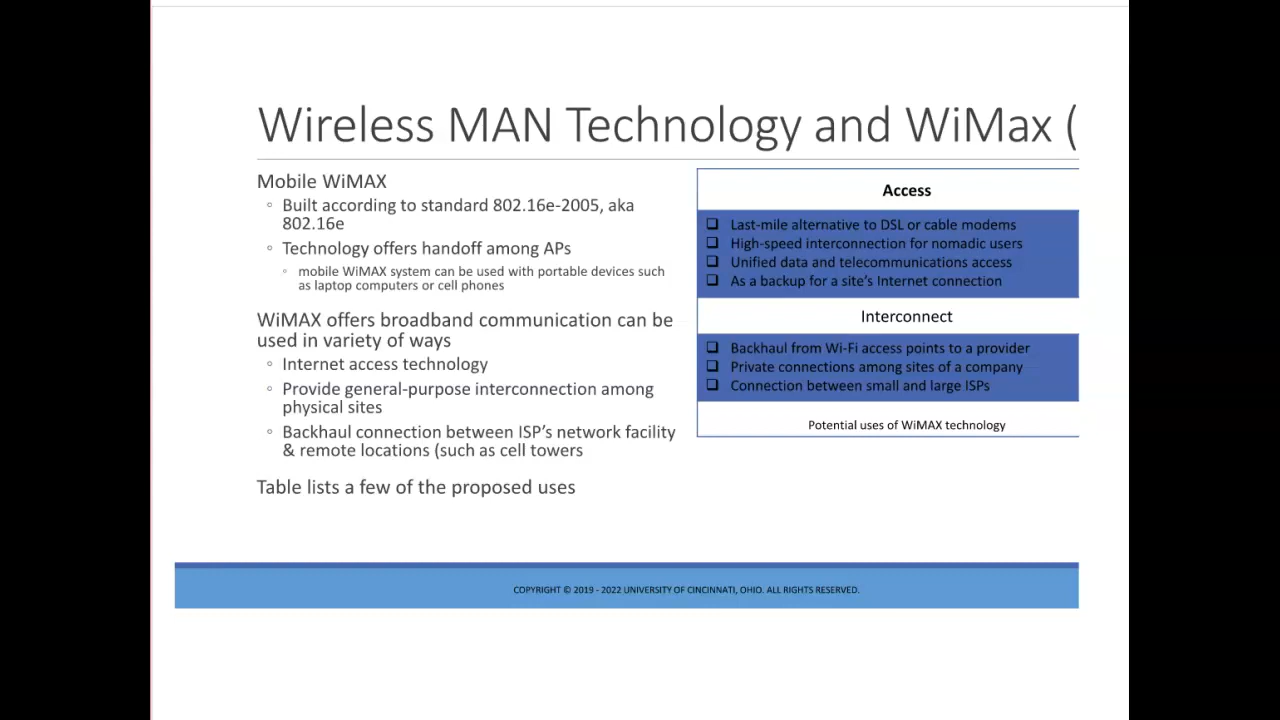 Wireless MAN Technology and WiMax (
Mobile WiMAX
◦ Built according to standard 802.16e-2005, aka
802.16e
◦ Technology offers handoff among APs
◦ mobile WiMAX system can be used with portable devices such
as laptop computers or cell phones
WiMAX offers broadband communication can be
used in variety of ways
◦ Internet access technology
◦ Provide general-purpose interconnection among
physical sites
◦ Backhaul connection between ISP’s network facility
& remote locations (such as cell towers
Table lists a few of the proposed uses
Access
❑ Last-mile alternative to DSL or cable modems
❑ High-speed interconnection for nomadic users
❑ Unified data and telecommunications access
❑ As a backup for a site’s Internet connection
Interconnect
❑ Backhaul from Wi-Fi access points to a provider
❑ Private connections among sites of a company
❑ Connection between small and large ISPs
Potential uses of WiMAX technology
COPYRIGHT © 2019 - 2022 UNIVERSITY OF CINCINNATI, OHIO. ALL RIGHTS RESERVED.